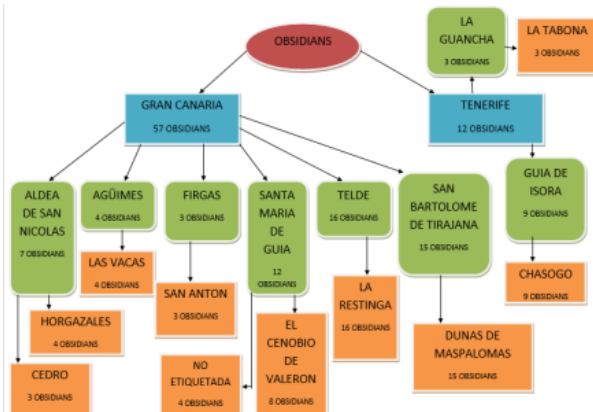 OBSIDIANS
LA
GUANCHA
3 OBSIDIANS
LA TABONA
3 OBSIDIANS
GRAN CANARIA
57 OBSIDIANS
TENERIFE
12 OBSIDIANS
ALDEA
DE SAN
NICOLAS
7 OBSIDIANS
AGÜIMES
4 OBSIDIANS
FIRGAS
3 OBSIDIANS
SANTA
MARIA
DE
GUIA
12
OBSIDIANS
TELDE
16 OBSIDIANS
SAN
BARTOLOME
DE TIRAJANA
15 OBSIDIANS
GUIA DE
ISORA
9 OBSIDIANS
LAS VACAS
4 OBSIDIANS
SAN ANTON
3 OBSIDIANS
LA
RESTINGA
16 OBSIDIANS
CHASOGO
9 OBSIDIANS
HORGAZALES
4 OBSIDIANS
EL
CENOBIO
DE
VALERON
8 OBSIDIANS
DUNAS DE
MASPALOMAS
15 OBSIDIANS
CEDRO
3 OBSIDIANS
NO
ETIQUETADA
4 OBSIDIANS